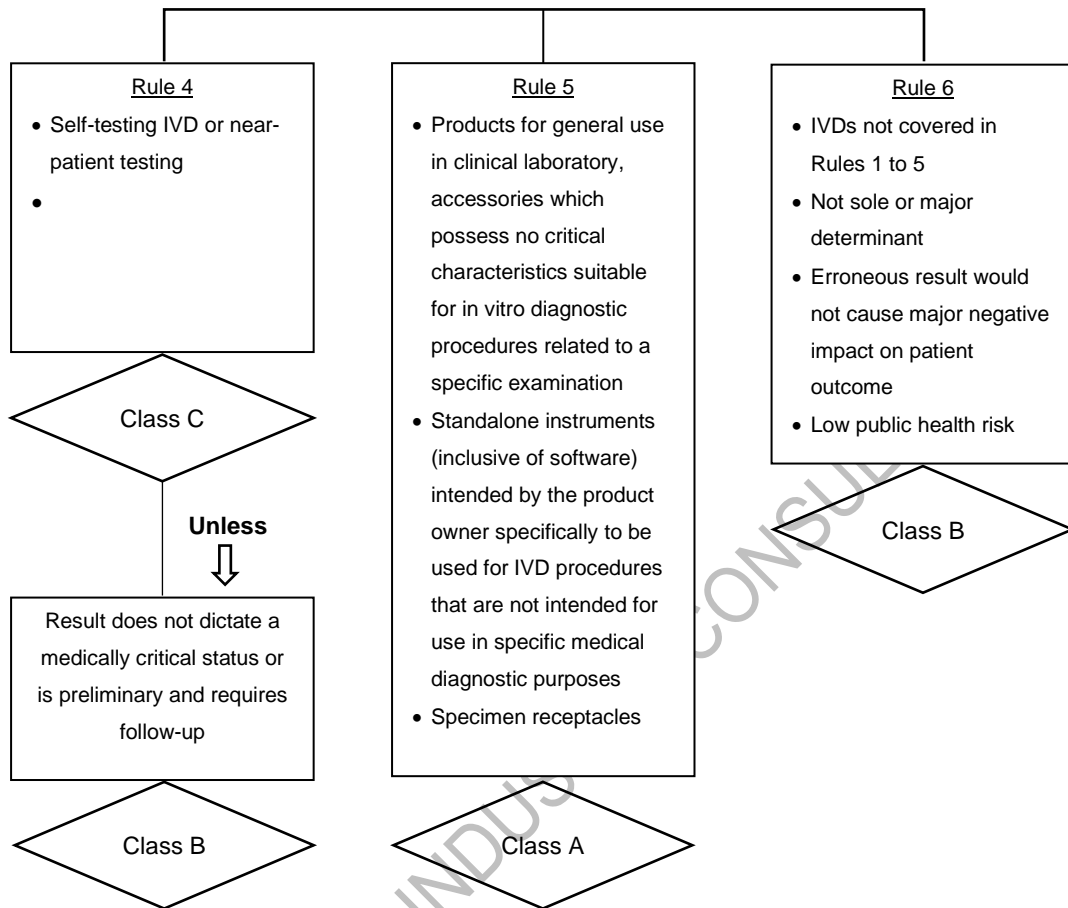 Rule 4
• Self-testing IVD or near-
patient testing
•
Class C
Unless
Result does not dictate a
medically critical status or
is preliminary and requires
follow-up
Class B
Rule 5
• Products for general use
in clinical laboratory,
accessories which
possess no critical
characteristics suitable
for in vitro diagnostic
procedures related to a
specific examination
• Standalone instruments
(inclusive of software)
intended by the product
owner specifically to be
used for IVD procedures
that are not intended for
use in specific medical
diagnostic purposes
• Specimen receptacles
Class A
Rule 6
• IVDs not covered in
Rules 1 to 5
• Not sole or major
determinant
• Erroneous result would
not cause major negative
impact on patient
outcome
• Low public health risk
Class B